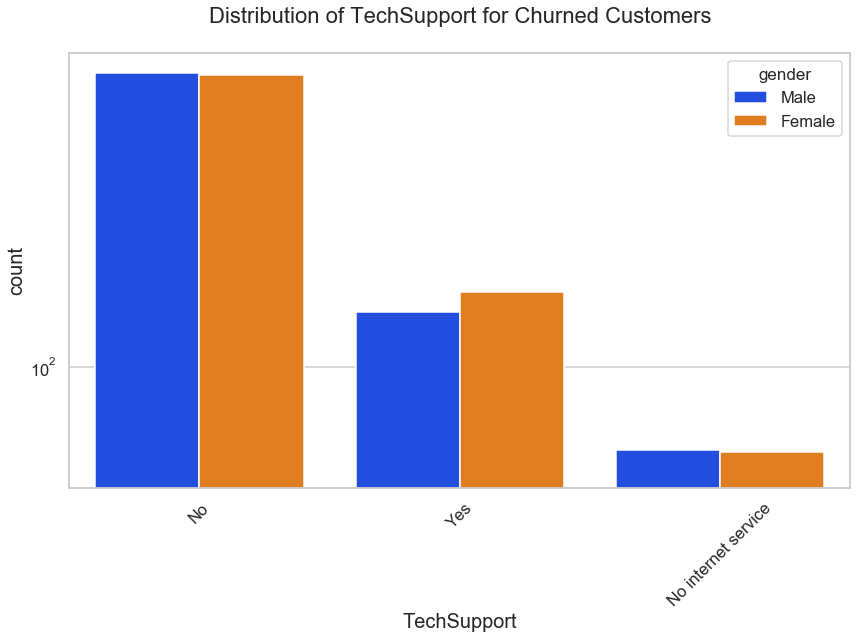 Distribution of TechSupport for Churned Customers
gender
Male
Female
count
10²
No
Yes
No internet service
TechSupport